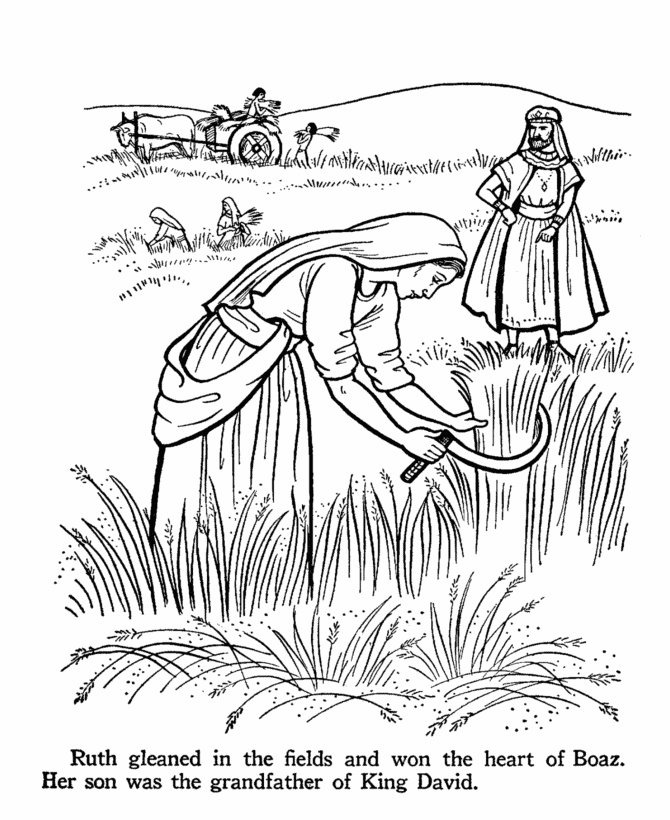 Ruth gleaned in the fields and won the heart of Boaz.
Her son was the grandfather of King David.